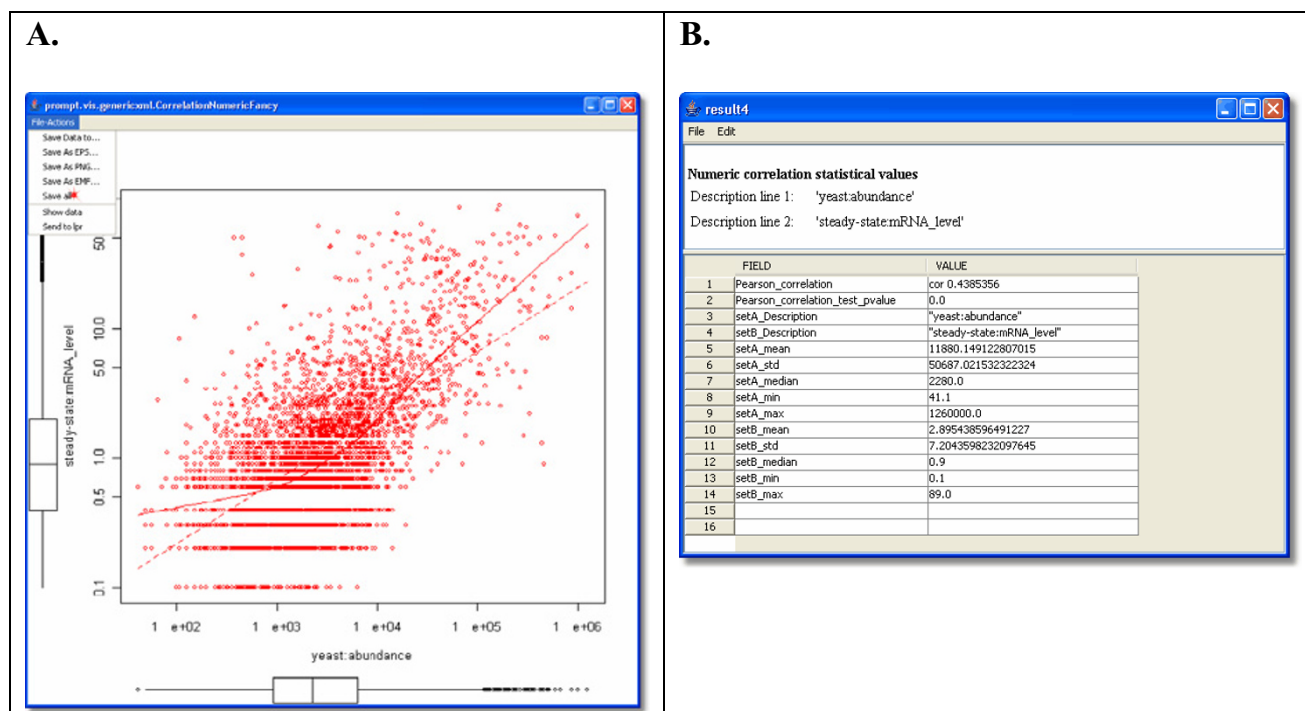 A.
prompt.vis.genericxml.CorrelationNumericFancy
File-Actions
Save Data to...
Save As EPS...
Save As PNG...
Save As EMF...
Save all
Show data
Send to lpr
50
10.0
5.0
1.0
0.5
0.1
steady-state:mRNA_level
1 e+02 1 e+03 1 e+04 1 e+05 1 e+06
yeast:abundance
B.
result4
File Edit
Numeric correlation statistical values
Description line 1: 'yeast:abundance'
Description line 2: 'steady-state:mRNA_level'
FIELD VALUE
1 Pearson_correlation cor 0.4385356
2 Pearson_correlation_test_pvalue 0.0
3 setA_Description "yeast:abundance"
4 setB_Description "steady-state:mRNA_level"
5 setA_mean 11880.149122807015
6 setA_std 50687.021532322324
7 setA_median 2280.0
8 setA_min 41.1
9 setA_max 1260000.0
10 setB_mean 2.895438596491227
11 setB_std 7.2043598232097645
12 setB_median 0.9
13 setB_min 0.1
14 setB_max 89.0
15
16